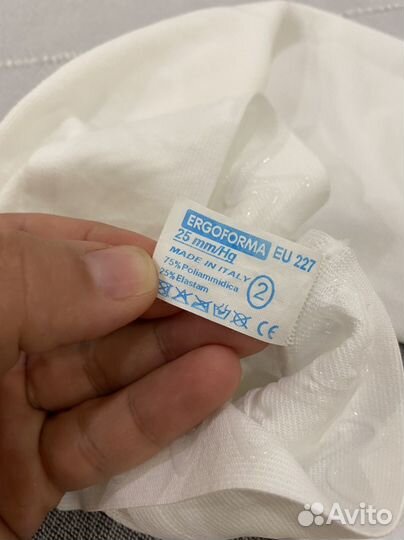 ERGOFORMA EU 227
25 mm/Hg
MADE IN ITALY
75% Poliammidica
25% Elastam
2
CE
Avito